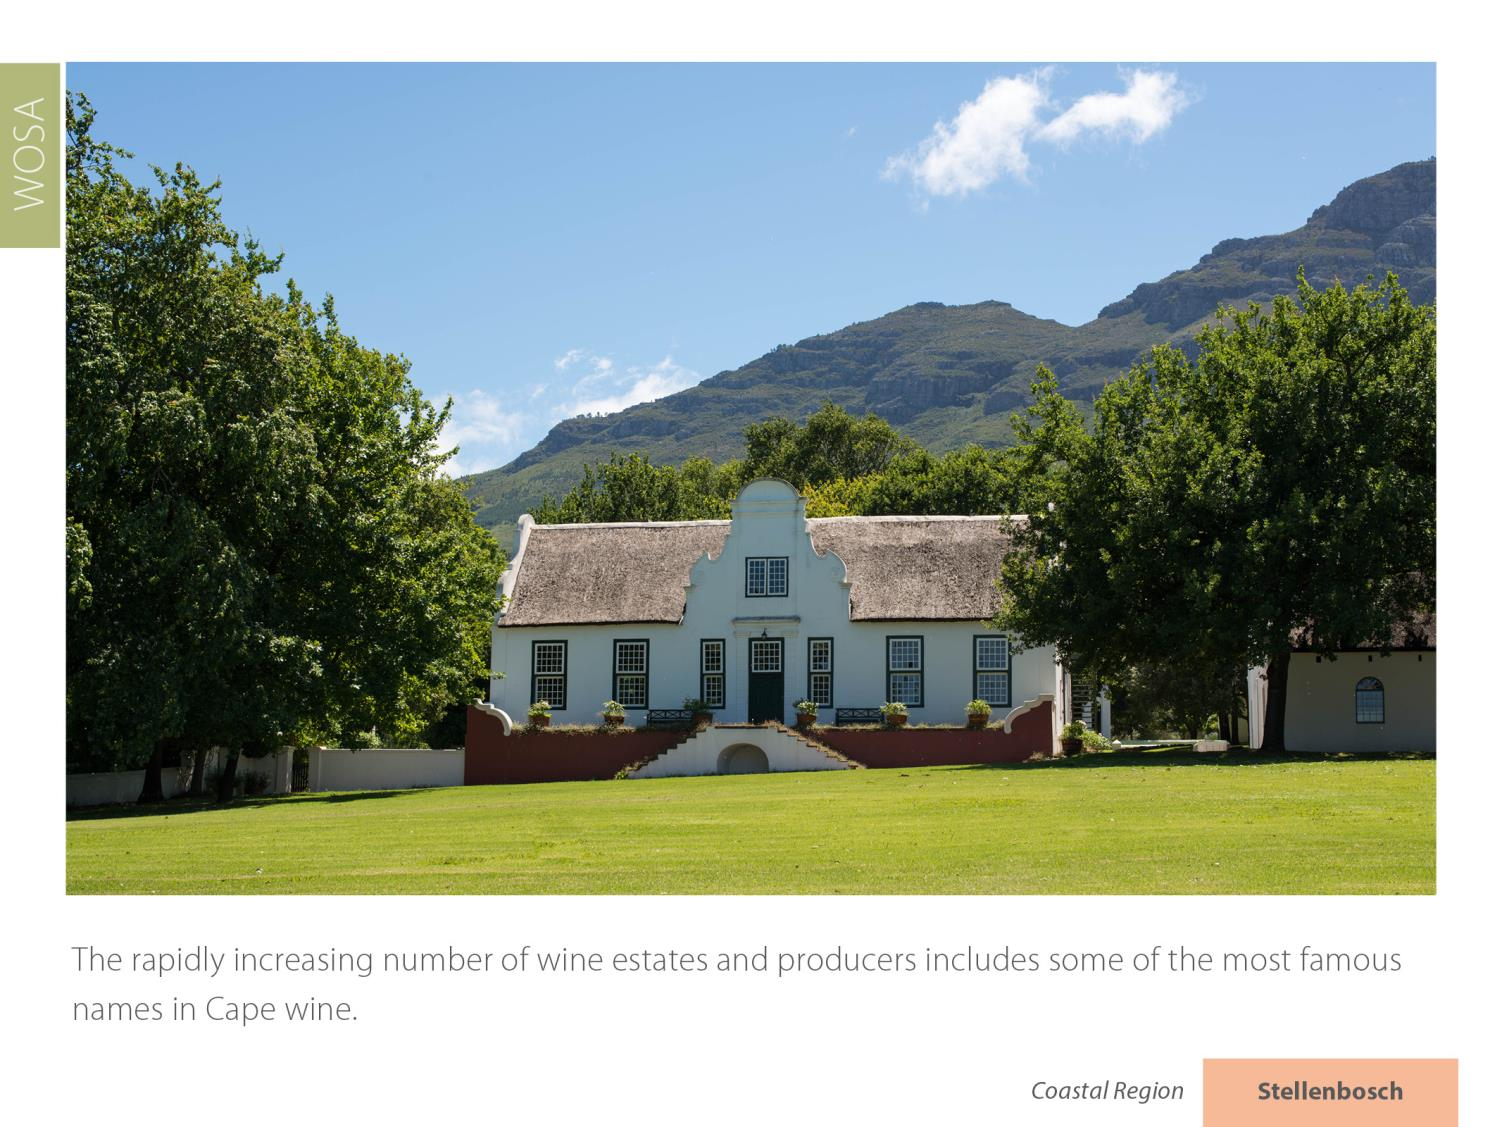 WOSA
The rapidly increasing number of wine estates and producers includes some of the most famous
names in Cape wine.
Coastal Region
Stellenbosch